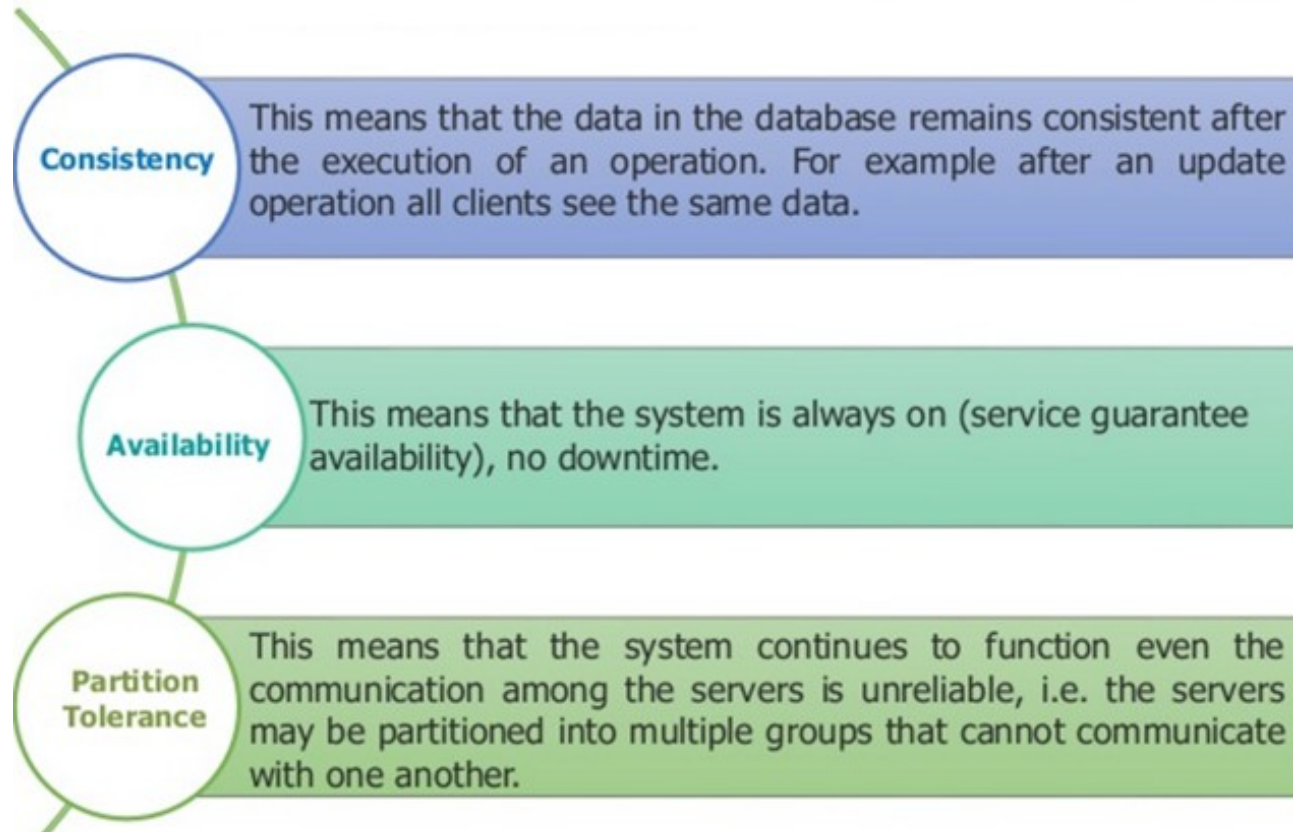 Consistency
This means that the data in the database remains consistent after
the execution of an operation. For example after an update
operation all clients see the same data.
Availability
This means that the system is always on (service guarantee
availability), no downtime.
Partition
Tolerance
This means that the system continues to function even the
communication among the servers is unreliable, i.e. the servers
may be partitioned into multiple groups that cannot communicate
with one another.